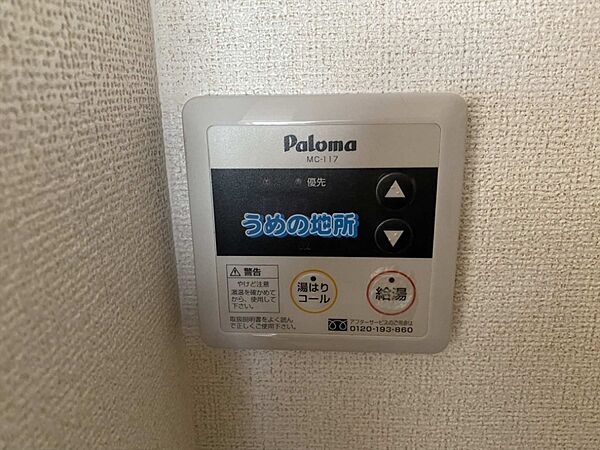 Paloma
MC-117
優先
うめの地所
警告
やけど注意
湯温を確かめて
から、使用して
下さい。
取扱説明書をよく読ん
で正しくご使用下さい。
湯はり
コール
給湯
アフターサービスのご用命は
0120-193-860